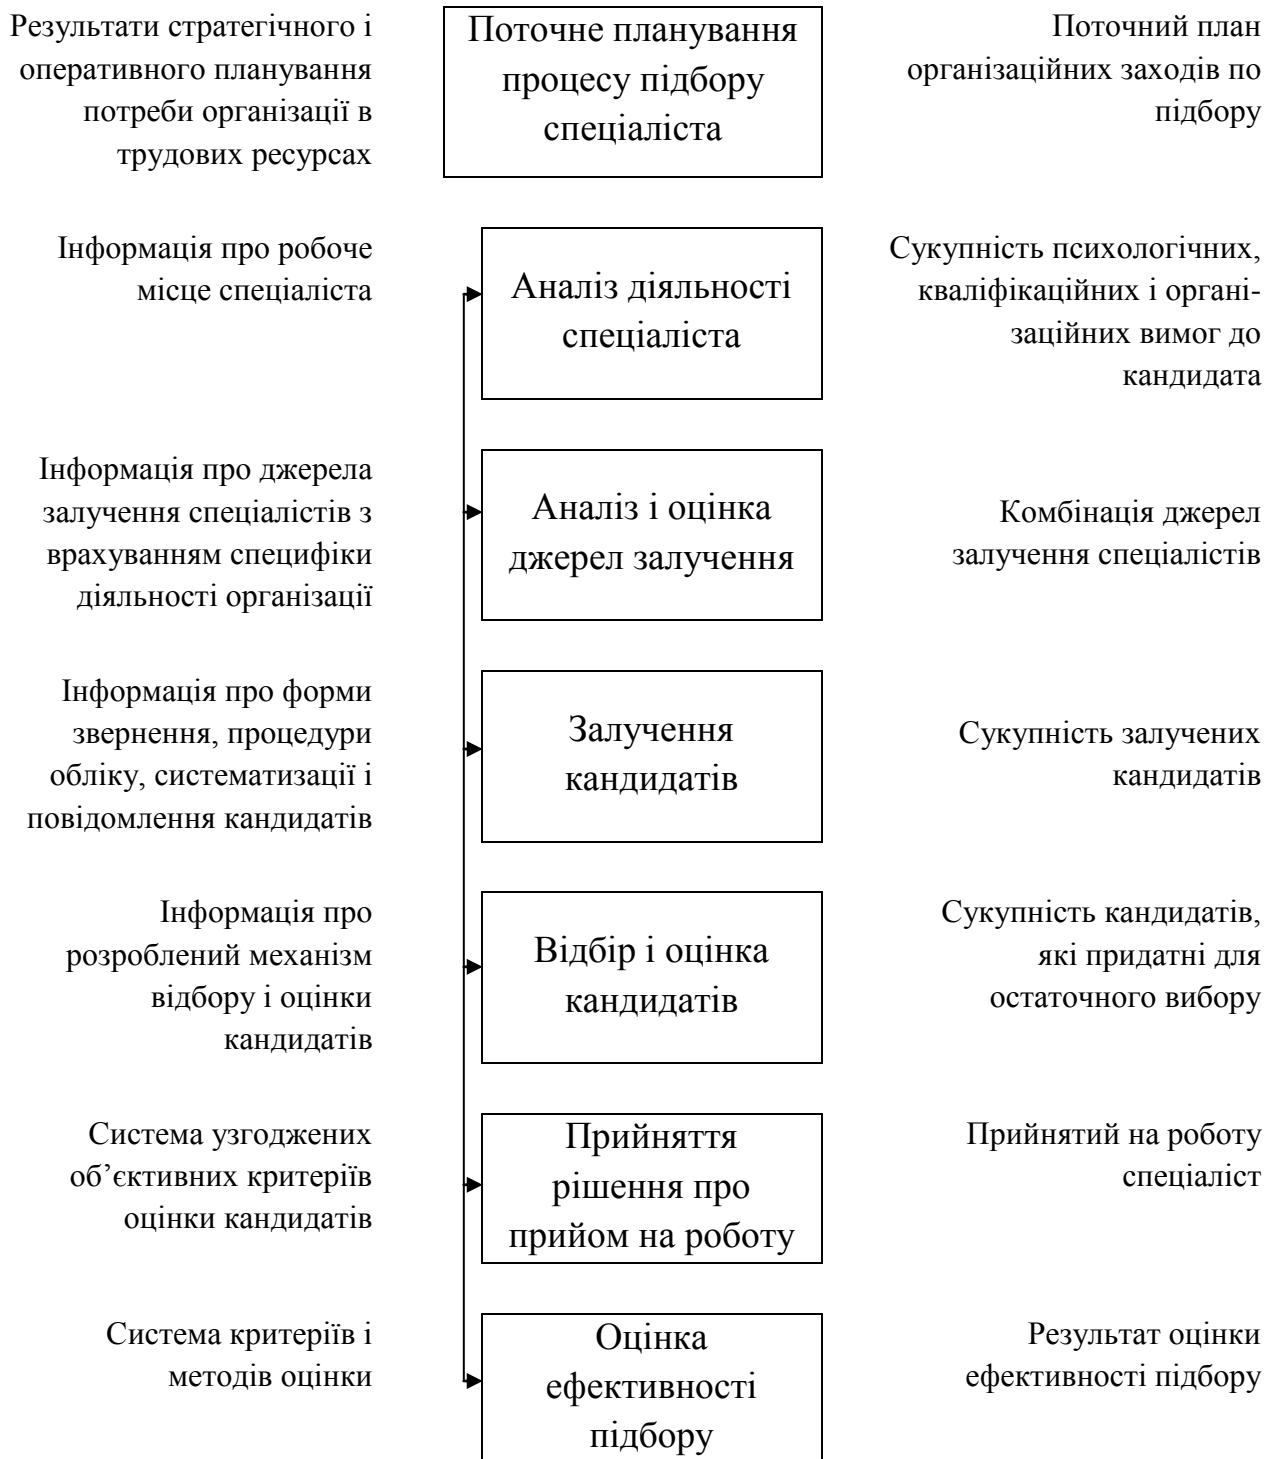 Результати стратегічного і
оперативного планування
потреби організації в
трудових ресурсах
Поточне планування
процесу підбору
спеціаліста
Поточний план
організаційних заходів по
підбору
Інформація про робоче
місце спеціаліста
Аналіз діяльності
спеціаліста
Сукупність психологічних,
кваліфікаційних і органі-
заційних вимог до
кандидата
Інформація про джерела
залучення спеціалістів з
врахуванням специфіки
діяльності організації
Аналіз і оцінка
джерел залучення
Комбінація джерел
залучення спеціалістів
Інформація про форми
звернення, процедури
обліку, систематизації і
повідомлення кандидатів
Залучення
кандидатів
Сукупність залучених
кандидатів
Інформація про
розроблений механізм
відбору і оцінки
кандидатів
Відбір і оцінка
кандидатів
Сукупність кандидатів,
які придатні для
остаточного вибору
Система узгоджених
об’єктивних критеріїв
оцінки кандидатів
Прийняття
рішення про
прийом на роботу
Прийнятий на роботу
спеціаліст
Система критеріїв і
методів оцінки
Оцінка
ефективності
підбору
Результат оцінки
ефективності підбору